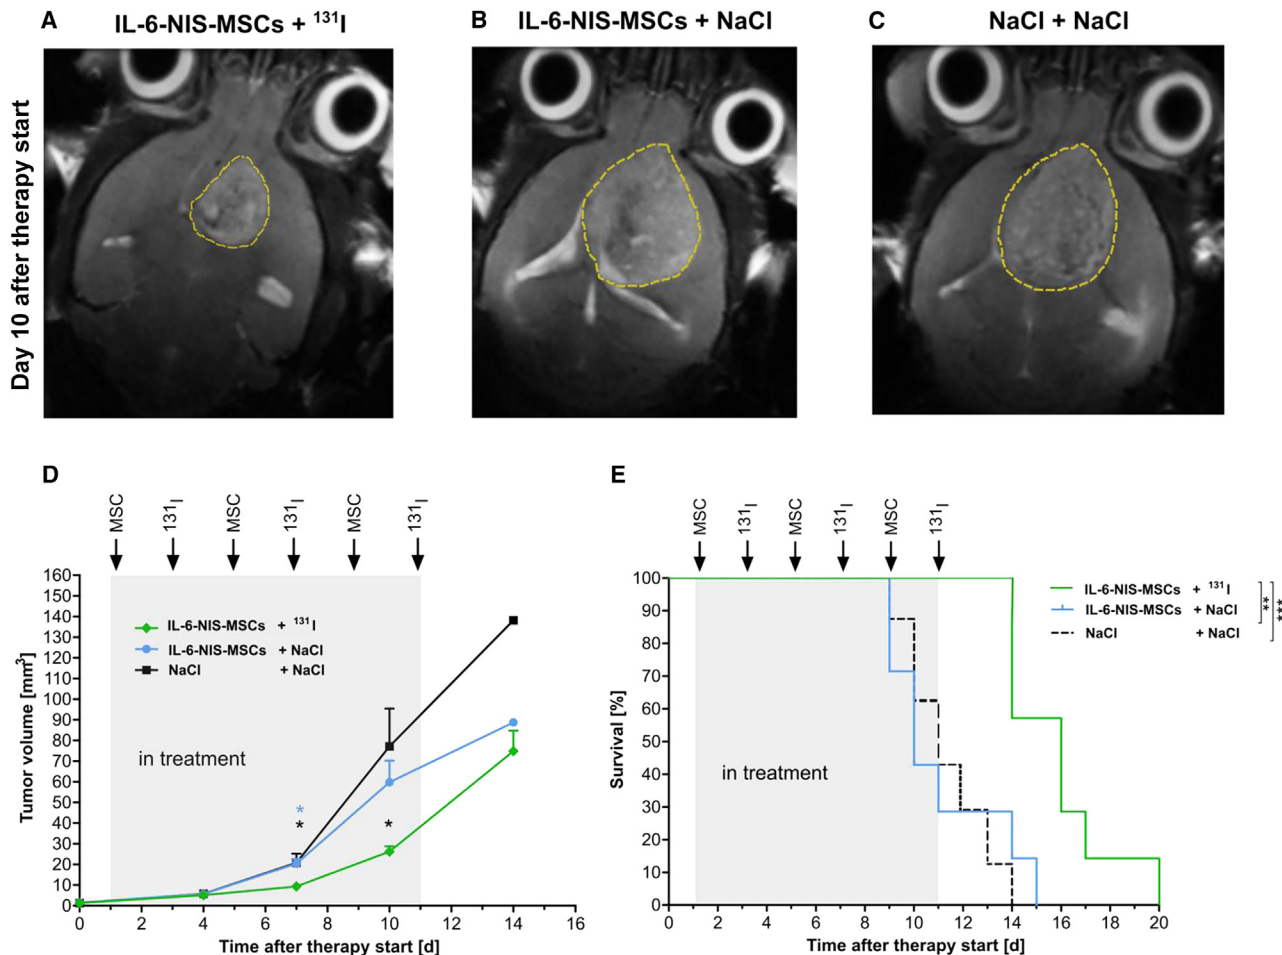 A IL-6-NIS-MSCs + ¹³¹I
B IL-6-NIS-MSCs + NaCl
C NaCl + NaCl
Day 10 after therapy start
D
MSC
131I
MSC
131I
MSC
131I
160
150
140
130
120
110
100
90
80
70
60
50
40
30
20
10
0
Tumor volume [mm³]
IL-6-NIS-MSCs + ¹³¹I
IL-6-NIS-MSCs + NaCl
NaCl + NaCl
in treatment
*
*
*
0 2 4 6 8 10 12 14 16
Time after therapy start [d]
E
MSC
131I
MSC
131I
MSC
131I
100
90
80
70
60
50
40
30
20
10
0
Survival [%]
in treatment
IL-6-NIS-MSCs + ¹³¹I
IL-6-NIS-MSCs + NaCl
NaCl + NaCl
**
***
0 2 4 6 8 10 12 14 16 18 20
Time after therapy start [d]